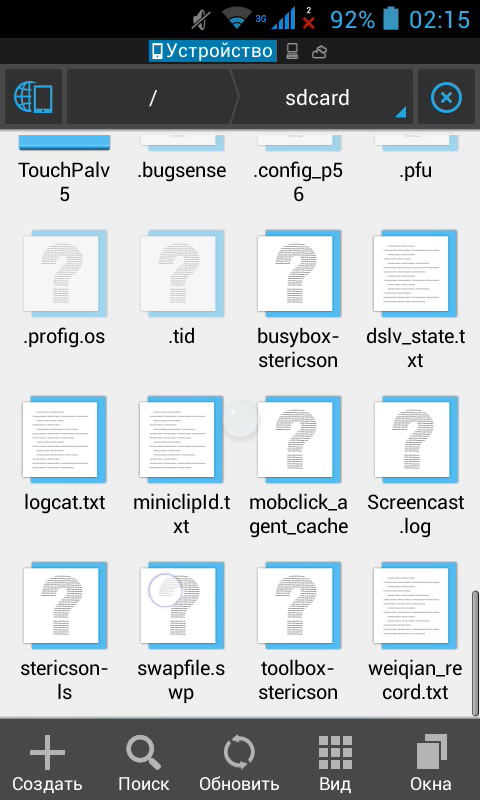 3G 2 92% 02:15
Устройство
/ sdcard
TouchPalv .bugsense .config_p5 .pfu
5 6
.profig.os .tid busybox- dslv_state.t
stericson xt
logcat.txt miniclipId.t mobclick_a Screencast
xt gent_cache .log
stericson- swapfile.s toolbox- weiqian_re
ls wp stericson cord.txt
Создать Поиск Обновить Вид Окна